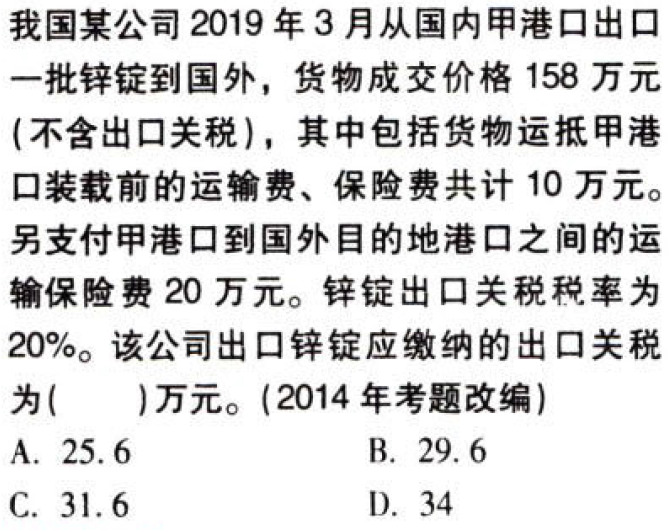 我国某公司 2019 年 3 月从国内甲港口出口
一批锌锭到国外，货物成交价格 158 万元
(不含出口关税)，其中包括货物运抵甲港
口装载前的运输费、保险费共计 10 万元。
另支付甲港口到国外目的地港口之间的运
输保险费 20 万元。锌锭出口关税税率为
20%。该公司出口锌锭应缴纳的出口关税
为(　　)万元。(2014 年考题改编)
A. 25.6　　B. 29.6
C. 31.6　　D. 34